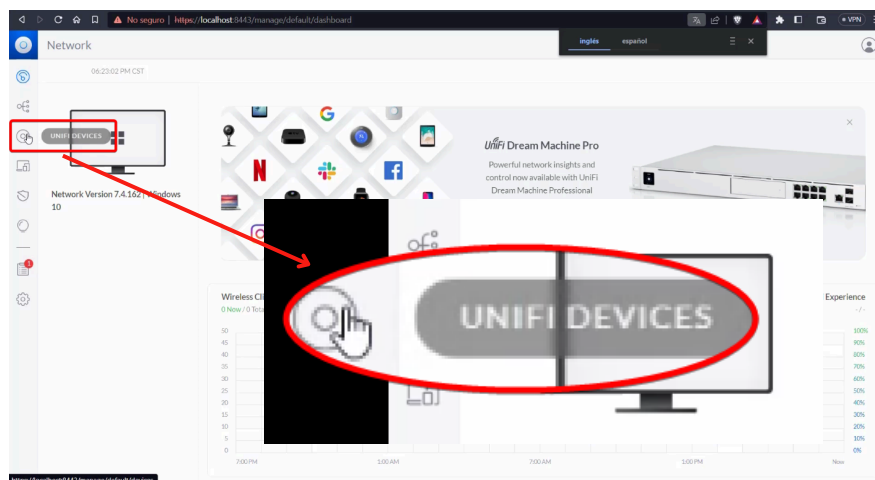 No seguro | https://localhost:8443/manage/default/dashboard
VPN
Network
inglés español
06:23:02 PM CST
UNIFI DEVICES
Network Version 7.4.162 | Windows
10
UniFi Dream Machine Pro
Powerful network insights and
control now available with UniFi
Dream Machine Professional
UNIFI DEVICES
1
Experience
0 Now / 0
- / -
50
45
40
35
30
25
20
15
10
5
0
100%
90%
80%
70%
60%
50%
40%
30%
20%
10%
0%
7:00 PM 1:00 AM 7:00 AM 1:00 PM Now